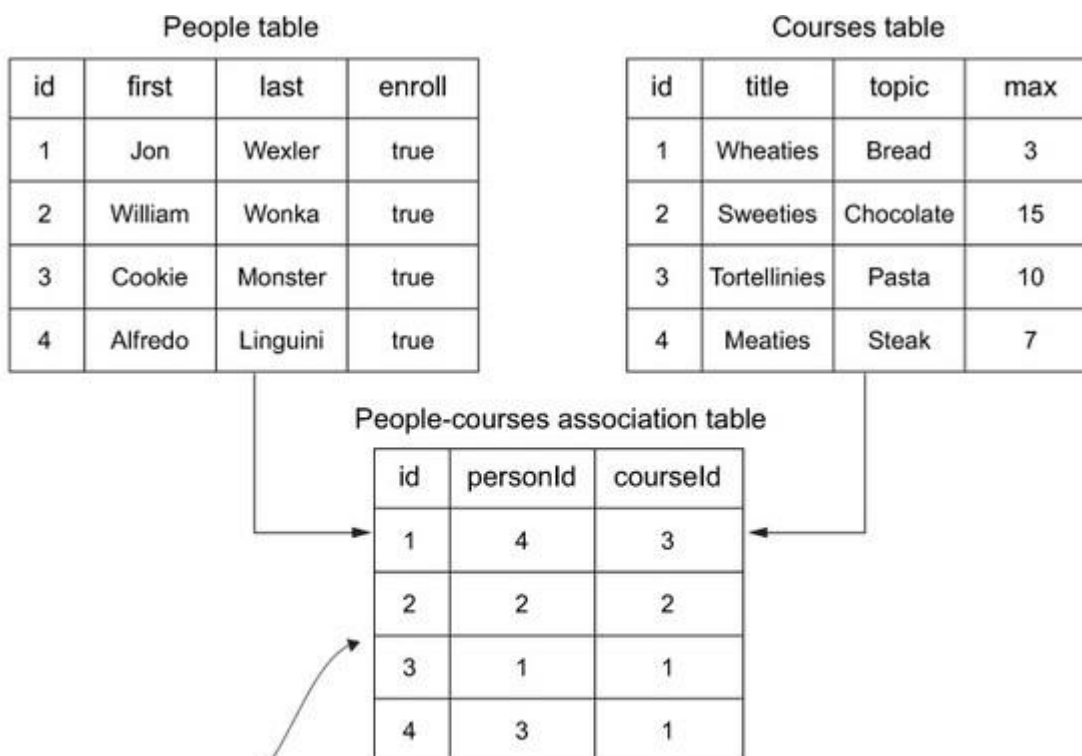 People table
id first last enroll
1 Jon Wexler true
2 William Wonka true
3 Cookie Monster true
4 Alfredo Linguini true
Courses table
id title topic max
1 Wheaties Bread 3
2 Sweeties Chocolate 15
3 Tortellinies Pasta 10
4 Meaties Steak 7
People-courses association table
id personId courseId
1 4 3
2 2 2
3 1 1
4 3 1